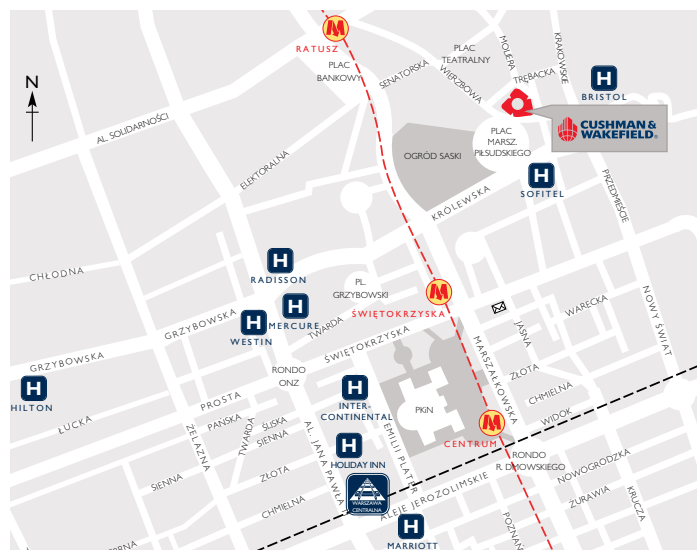 RATUSZ
PLAC
BANKOWY
PLAC
TEATRALNY
SENATORSKA
WIERZBOWA
MOLIERA
TRĘBACKA
KRAKOWSKIE
H
BRISTOL
N
CUSHMAN &
WAKEFIELD®
AL. SOLIDARNOŚCI
PLAC
MARSZ.
PIŁSUDSKIEGO
OGRÓD SASKI
ELEKTORALNA
H
SOFITEL
PRZEDMIEŚCIE
KRÓLEWSKA
CHŁODNA
H
RADISSON
PL.
GRZYBOWSKI
M
ŚWIĘTOKRZYSKA
H
MERCURE
H
WESTIN
GRZYBOWSKA
TWARDA
WARECKA
NOWY ŚWIAT
JASNA
MARSZAŁKOWSKA
ŚWIĘTOKRZYSKA
GRZYBOWSKA
RONDO
ONZ
ZŁOTA
CHMIELNA
WIDOK
H
HILTON
H
INTER-
CONTINENTAL
PKiN
PROSTA
PAŃSKA
ŁUCKA
ŻELAZNA
TWARDA
ŚLISKA
SIENNA
AL. JANA PAWŁA
EMILII PLATER
M
CENTRUM
RONDO
R. DMOWSKIEGO
H
HOLIDAY INN
SIENNA
ZŁOTA
CHMIELNA
WARSZAWA
CENTRALNA
ALEJE JEROZOLIMSKIE
NOWOGRODZKA
ŻURAWIA
KRUCZA
H
MARRIOTT